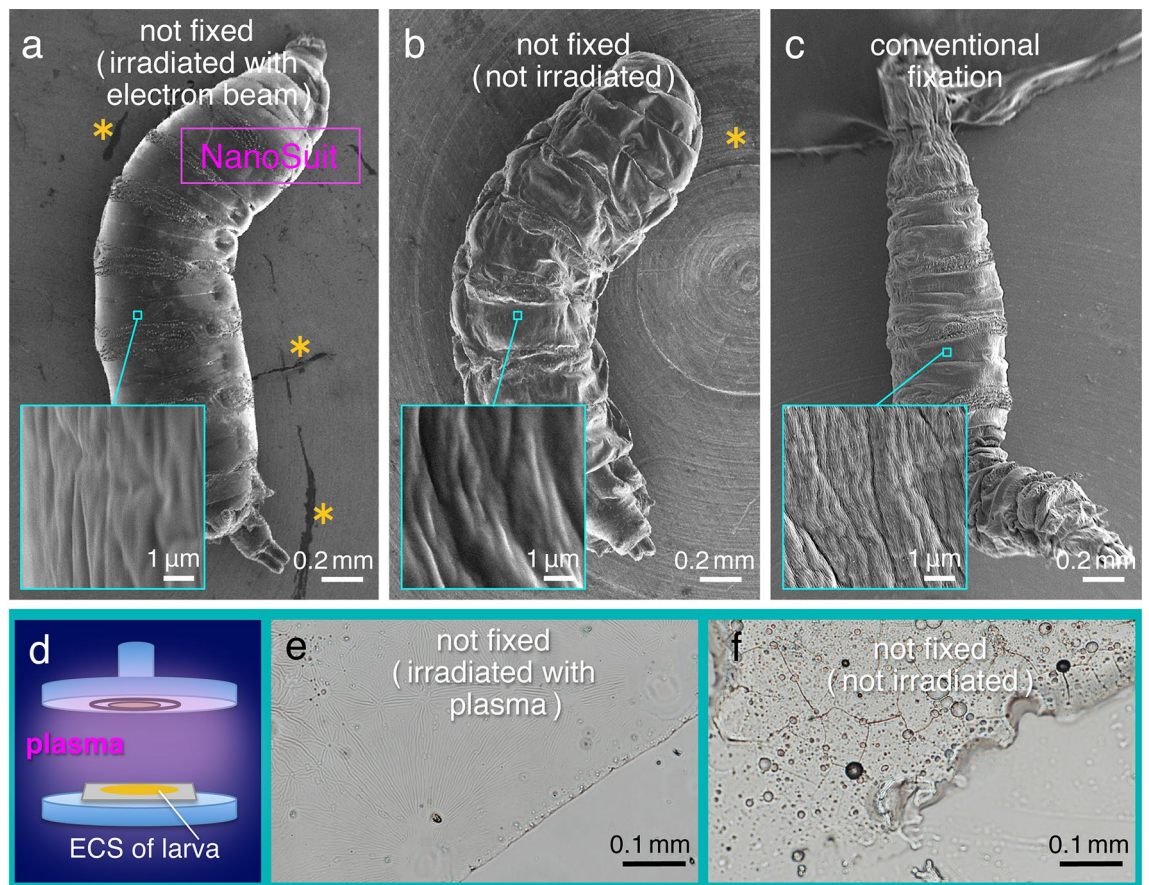 a
not fixed
(irradiated with
electron beam)
*
NanoSuit
*
*
1 µm
0.2 mm
b
not fixed
(not irradiated)
*
1 µm
0.2 mm
c
conventional
fixation
1 µm
0.2 mm
d
plasma
ECS of larva
e
not fixed
(irradiated with
plasma)
0.1 mm
f
not fixed
(not irradiated)
0.1 mm